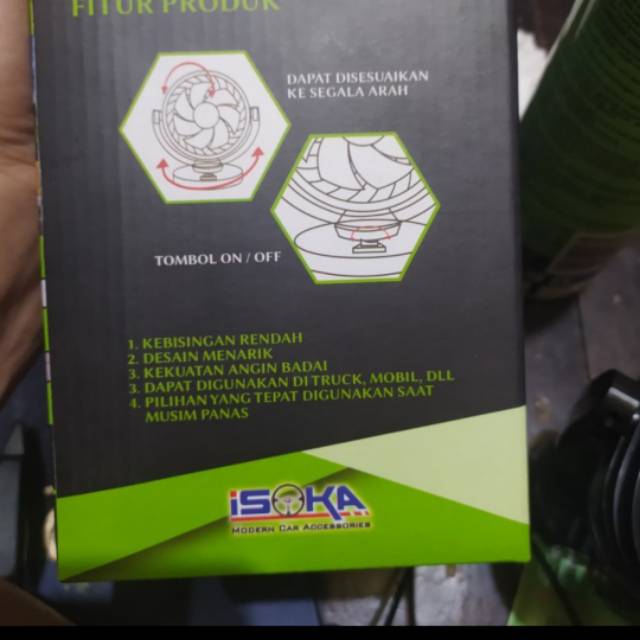 FITUR PRODUK
DAPAT DISESUAIKAN
KE SEGALA ARAH
TOMBOL ON / OFF
1. KEBISINGAN RENDAH
2. DESAIN MENARIK
3. KEKUATAN ANGIN BADAI
3. DAPAT DIGUNAKAN DI TRUCK, MOBIL, DLL
4. PILIHAN YANG TEPAT DIGUNAKAN SAAT
MUSIM PANAS
iSOKA
MODERN CAR ACCESSORIES